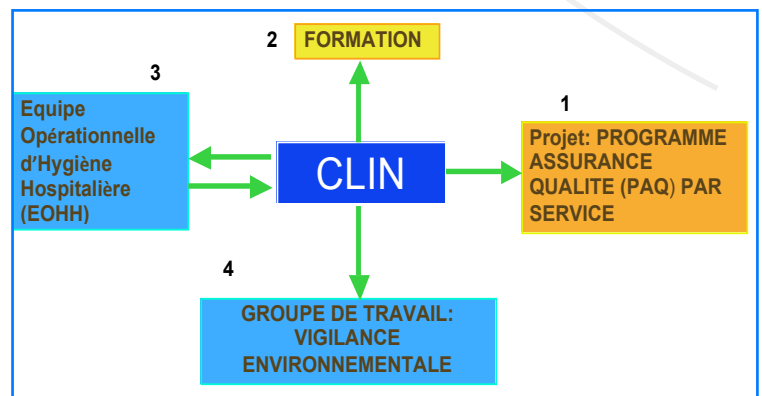 2
FORMATION
3
Equipe
Opérationnelle
d'Hygiène
Hospitalière
(EOHH)
CLIN
1
Projet: PROGRAMME
ASSURANCE
QUALITE (PAQ) PAR
SERVICE
4
GROUPE DE TRAVAIL:
VIGILANCE
ENVIRONNEMENTALE